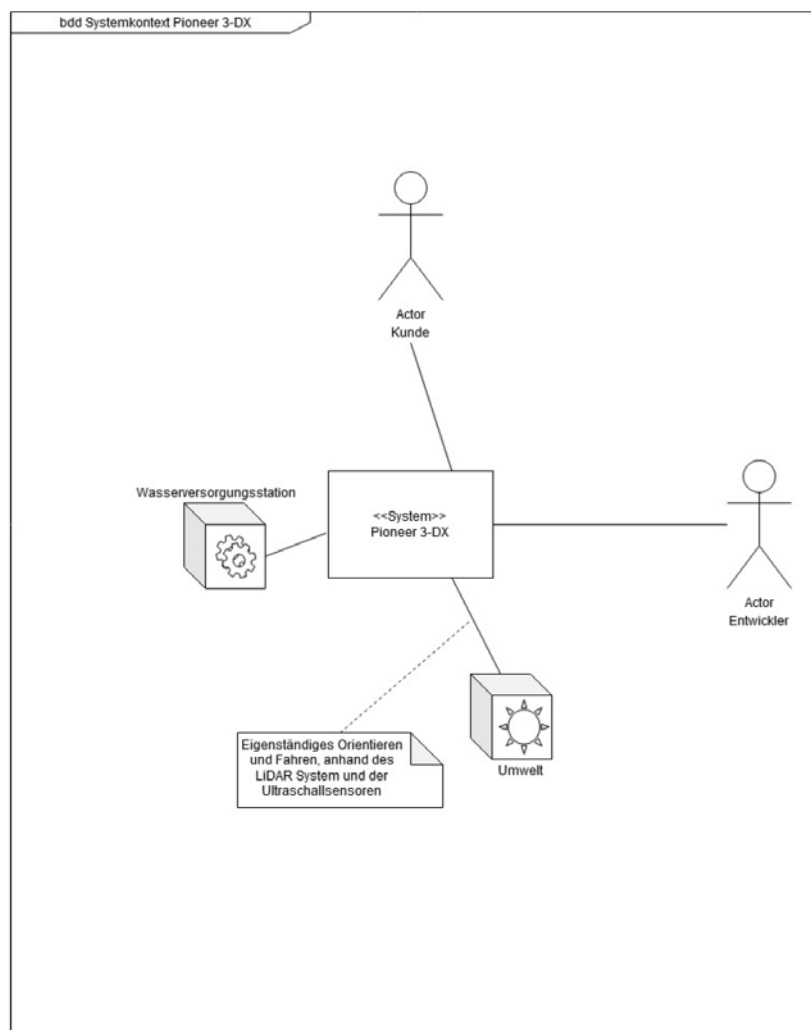 bdd Systemkontext Pioneer 3-DX
Actor
Kunde
Wasserversorgungsstation
<<System>>
Pioneer 3-DX
Actor
Entwickler
Eigenständiges Orientieren
und Fahren, anhand des
LiDAR System und der
Ultraschallsensoren
Umwelt